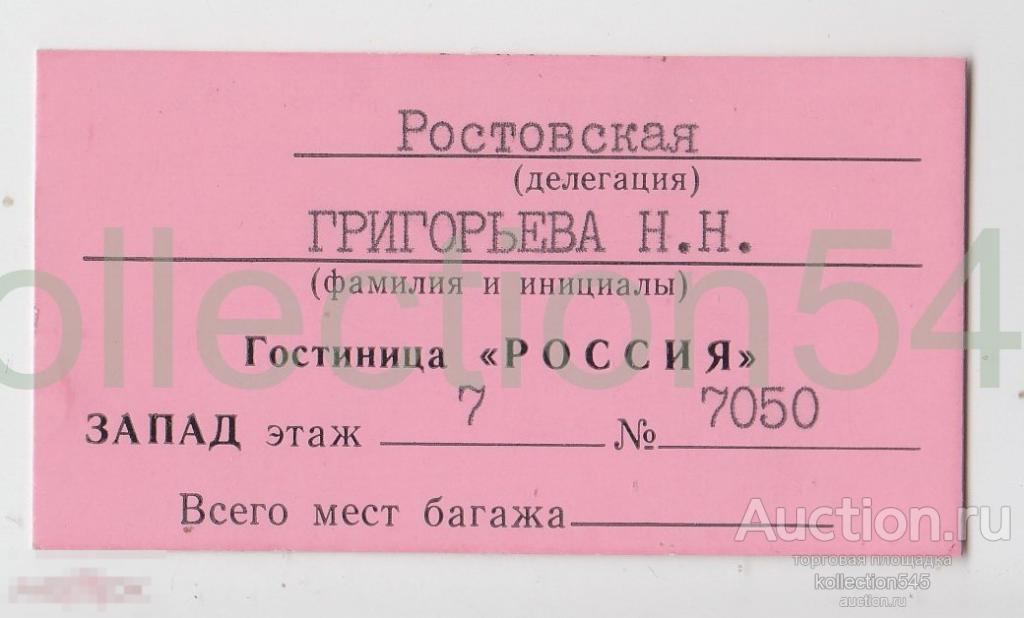 Ростовская
(делегация)
ГРИГОРЬЕВА Н.Н.
(фамилия и инициалы)
Гостиница «РОССИЯ»
ЗАПАД этаж 7 № 7050
Всего мест багажа
ollection54
Auction.ru
торговая площадка
kollection545
auction.ru